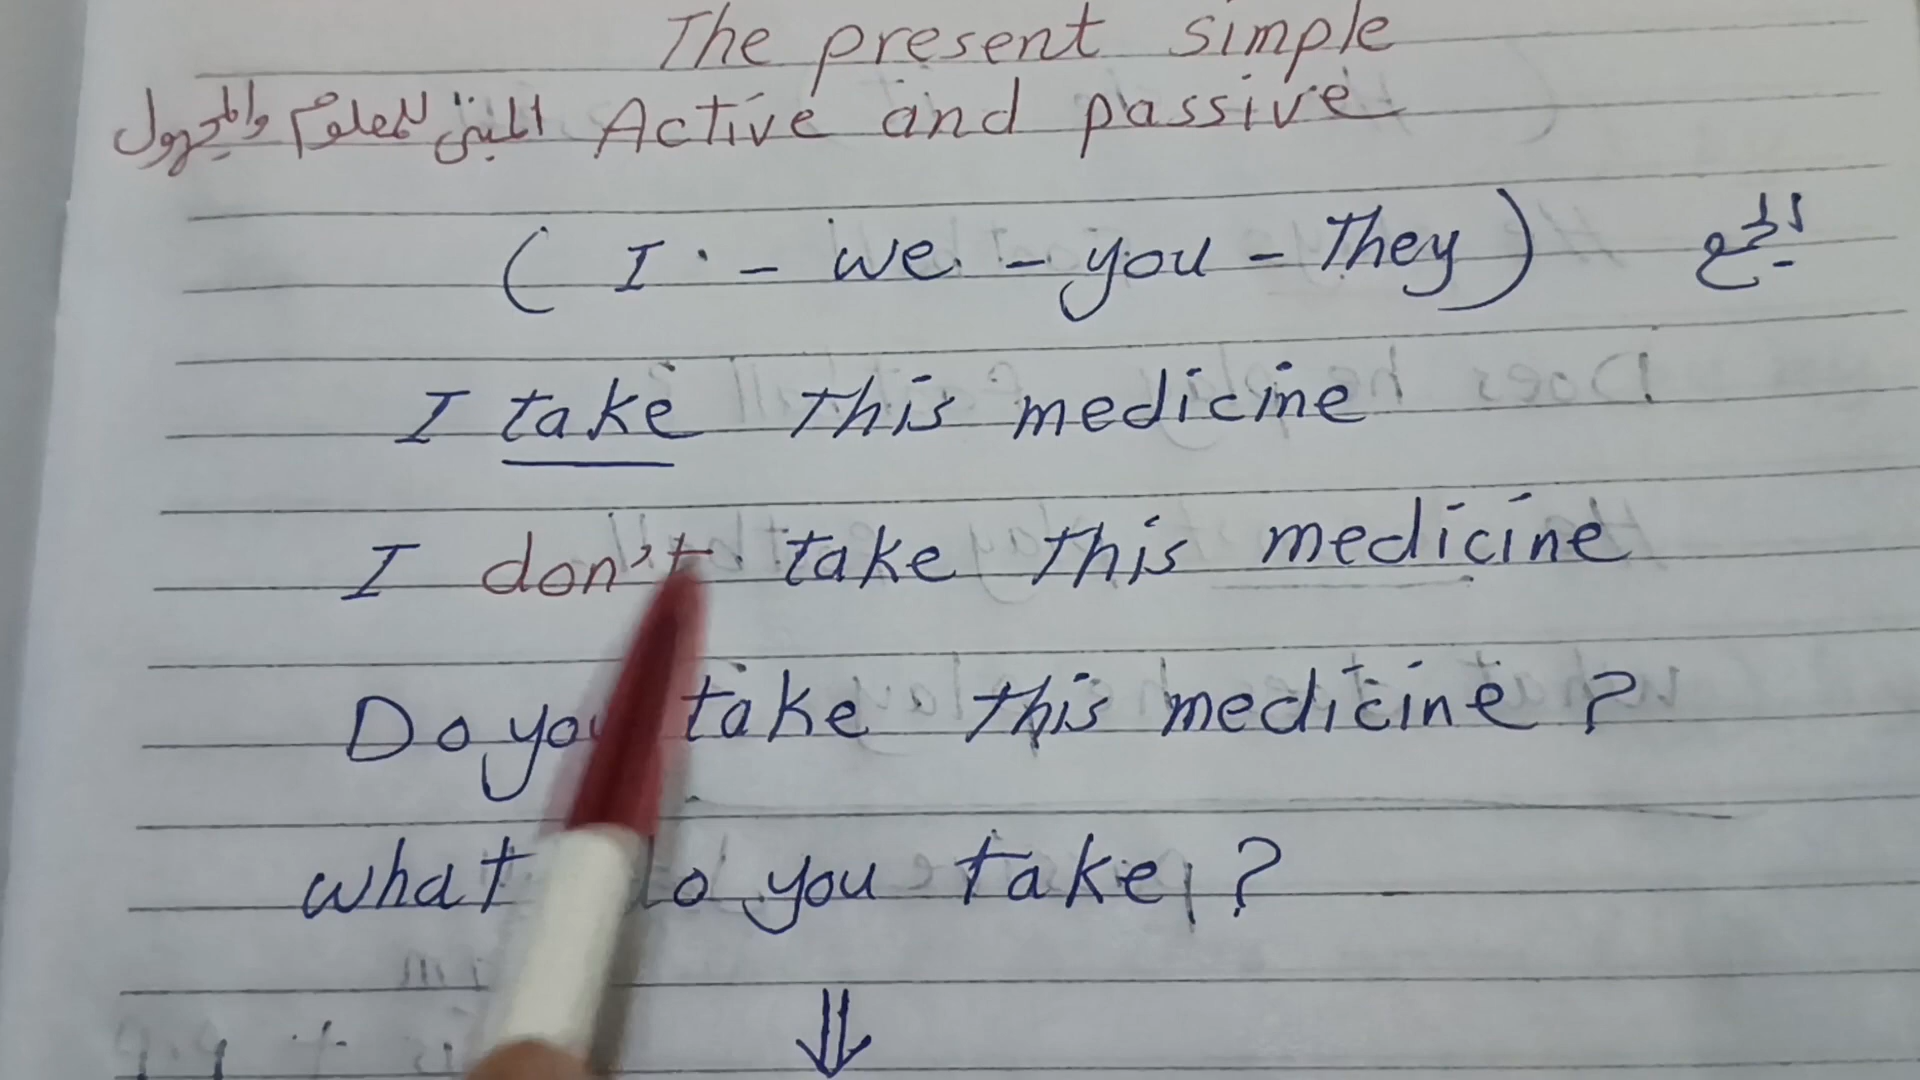 The present simple
المبني للمعلوم والمجهول Active and passive
( I - we - you - They ) الجمع
I take this medicine
I don't take this medicine
Do you take this medicine ?
what do you take ?